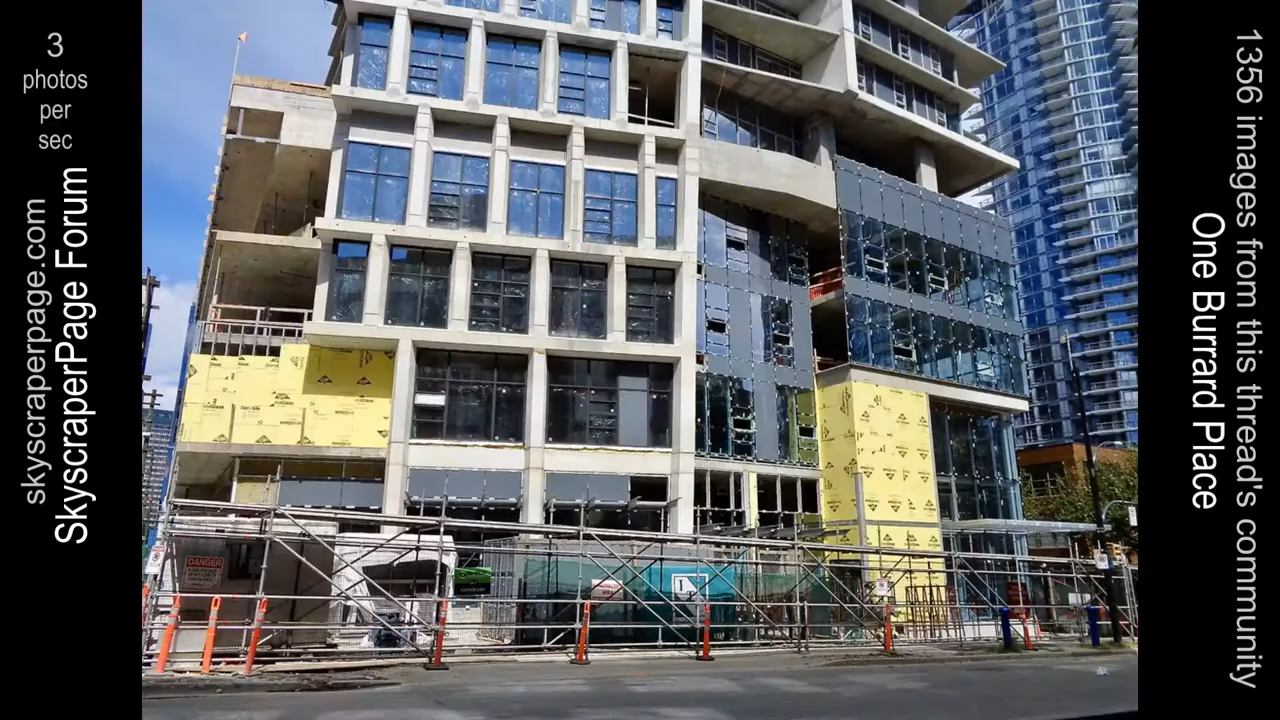 3
photos
per
sec
skyscraperpage.com
SkyscraperPage Forum
1356 images from this thread's community
One Burrard Place
DANGER